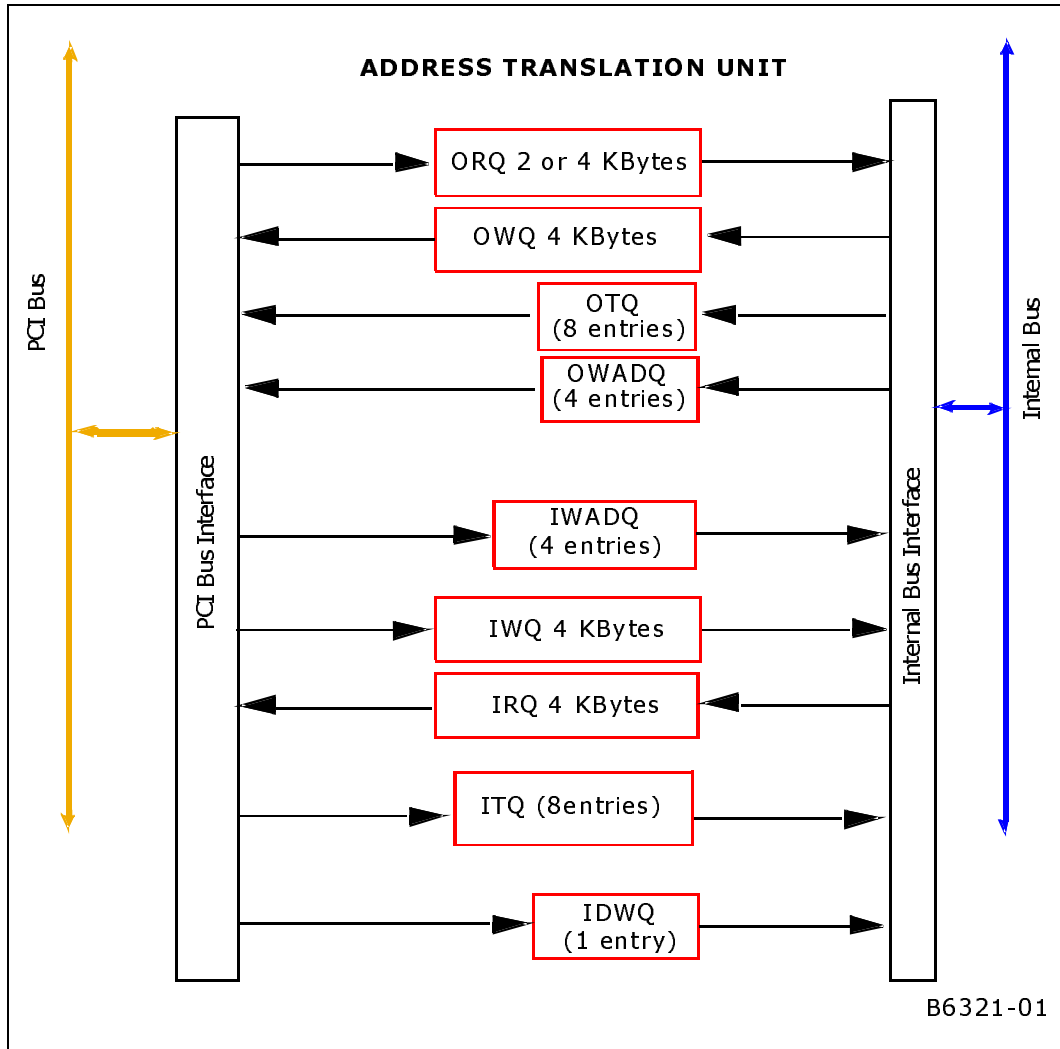 ADDRESS TRANSLATION UNIT
ORQ 2 or 4 KBytes
OWQ 4 KBytes
OTQ
(8 entries)
OWADQ
(4 entries)
IWADQ
(4 entries)
IWQ 4 KBytes
IRQ 4 KBytes
ITQ (8entries)
IDWQ
(1 entry)
PCI Bus
PCI Bus Interface
Internal Bus Interface
Internal Bus
B6321-01